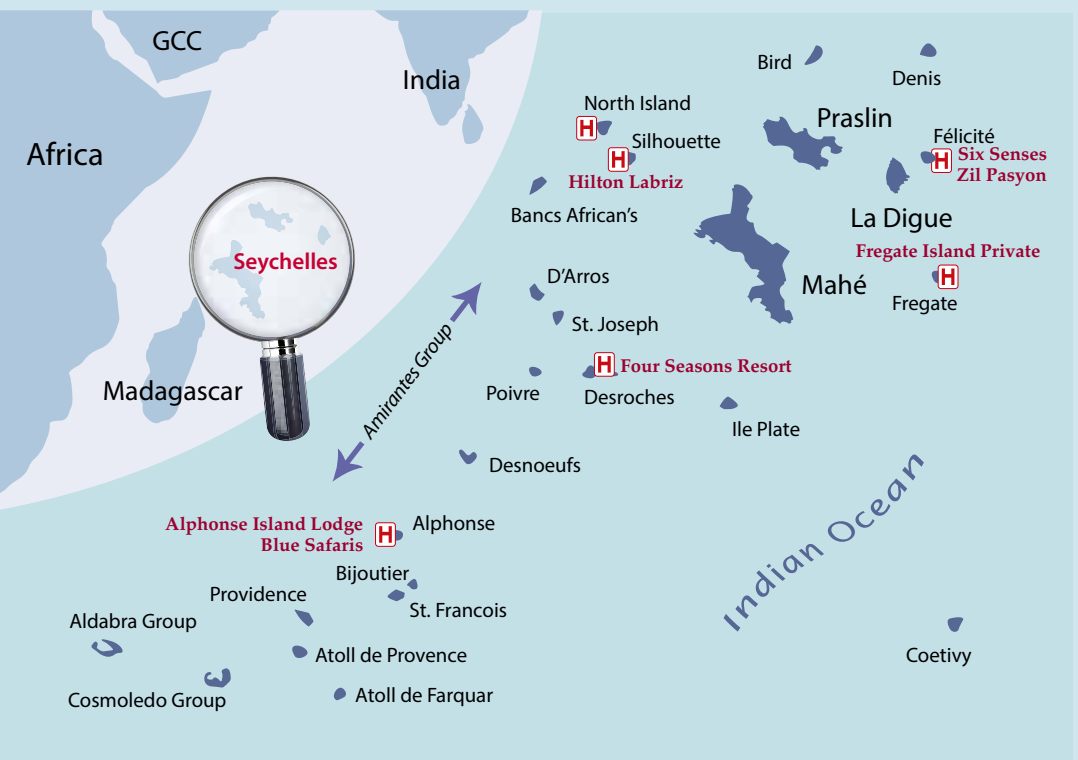 GCC
India
Africa
Seychelles
Madagascar
Bird
Denis
North Island
H
Praslin
Silhouette
H
Hilton Labriz
Félicité
H
Six Senses
Zil Pasyon
Bancs African's
La Digue
Fregate Island Private
H
Fregate
Mahé
D'Arros
St. Joseph
Amirantes Group
H
Four Seasons Resort
Poivre
Desroches
Ile Plate
Desnoeufs
Indian Ocean
Alphonse Island Lodge
Blue Safaris
H
Alphonse
Bijoutier
St. Francois
Providence
Aldabra Group
Atoll de Provence
Cosmoledo Group
Atoll de Farquar
Coetivy